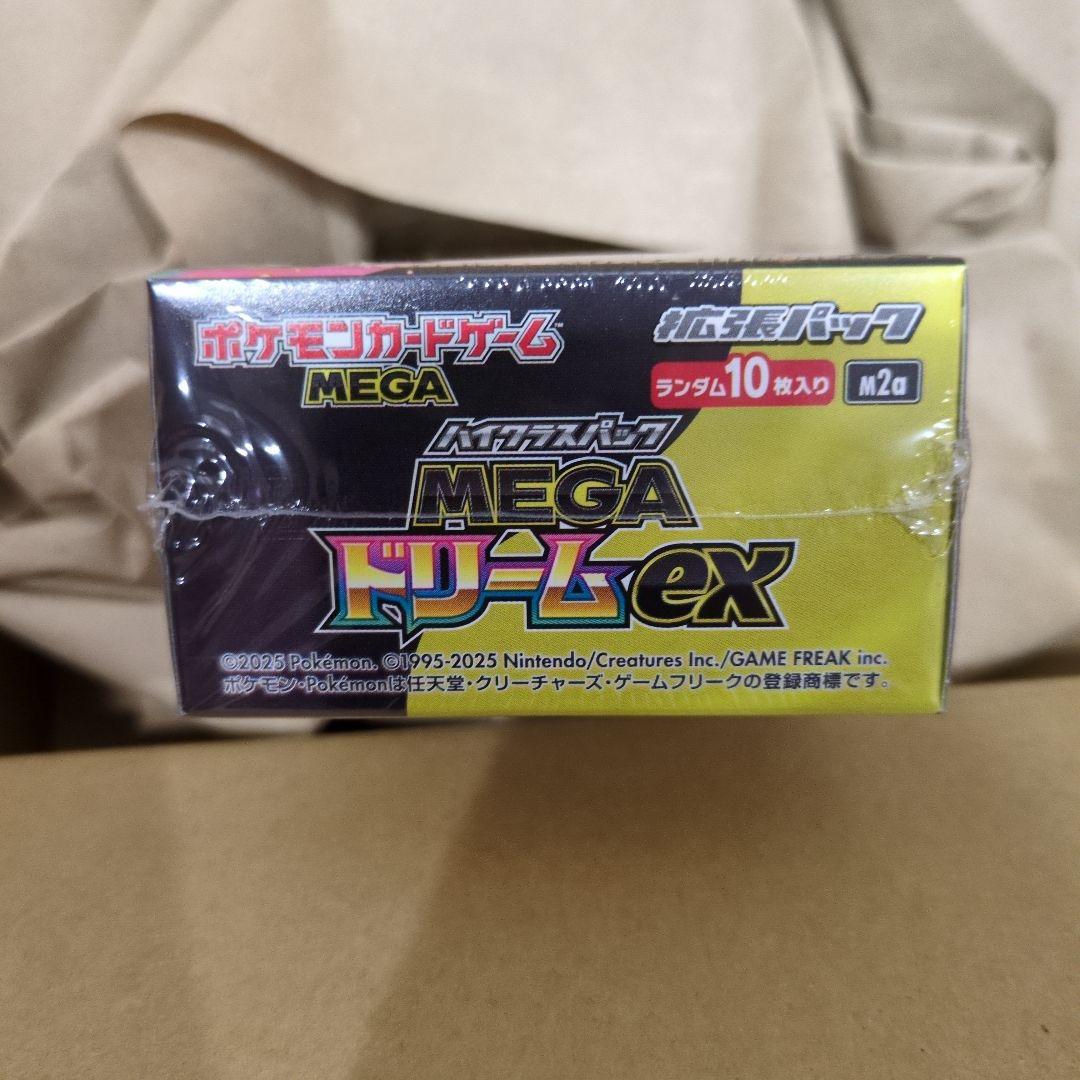 ポケモンカードゲーム™
MEGA
拡張パック
ランダム10枚入り
M2a
ハイクラスパック
MEGA
ドリームex
©2025 Pokémon. ©1995-2025 Nintendo/Creatures Inc./GAME FREAK inc.
ポケモン・Pokémonは任天堂・クリーチャーズ・ゲームフリークの登録商標です。